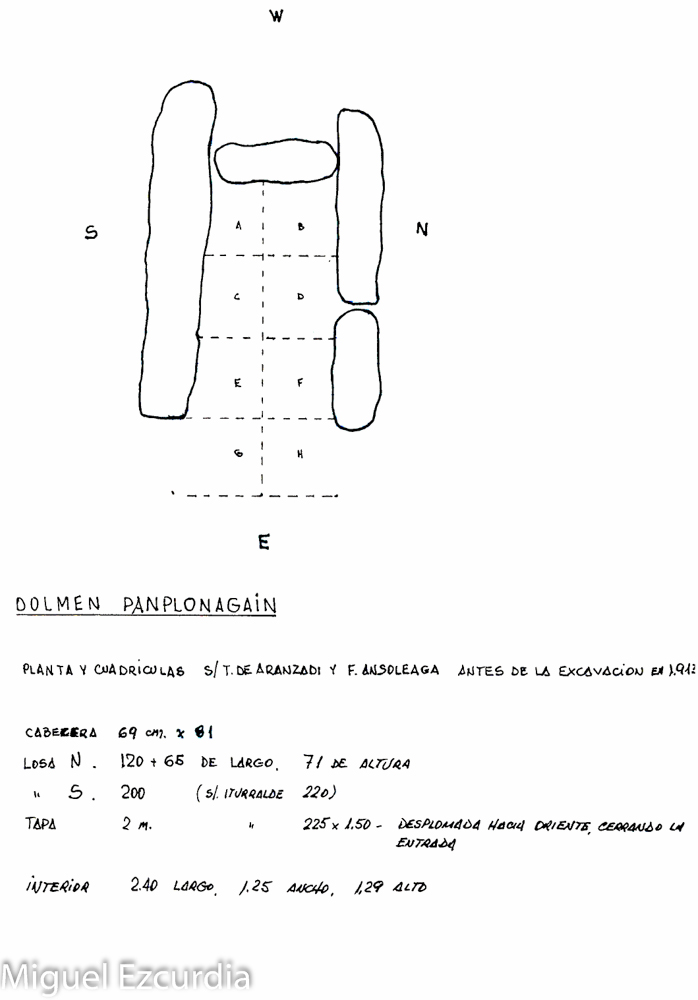 W
S
N
A B
C D
E F
G H
E
DOLMEN PANPLONAGAIN
PLANTA Y CUADRICULAS S/ T. DE ARANZADI Y F. ANSOLEAGA ANTES DE LA EXCAVACION EN 1.913
CABECERA 69 CM. x 81
LOSA N. 120 + 65 DE LARGO, 71 DE ALTURA
" S. 200 (S/. ITURRALDE 220)
TAPA 2 M. " 225 x 1.50 - DESPLOMADA HACIA ORIENTE, CERRANDO LA
ENTRADA
INTERIOR 2.40 LARGO, 1.25 ANCHO, 1,29 ALTO
Miguel Ezcurdia